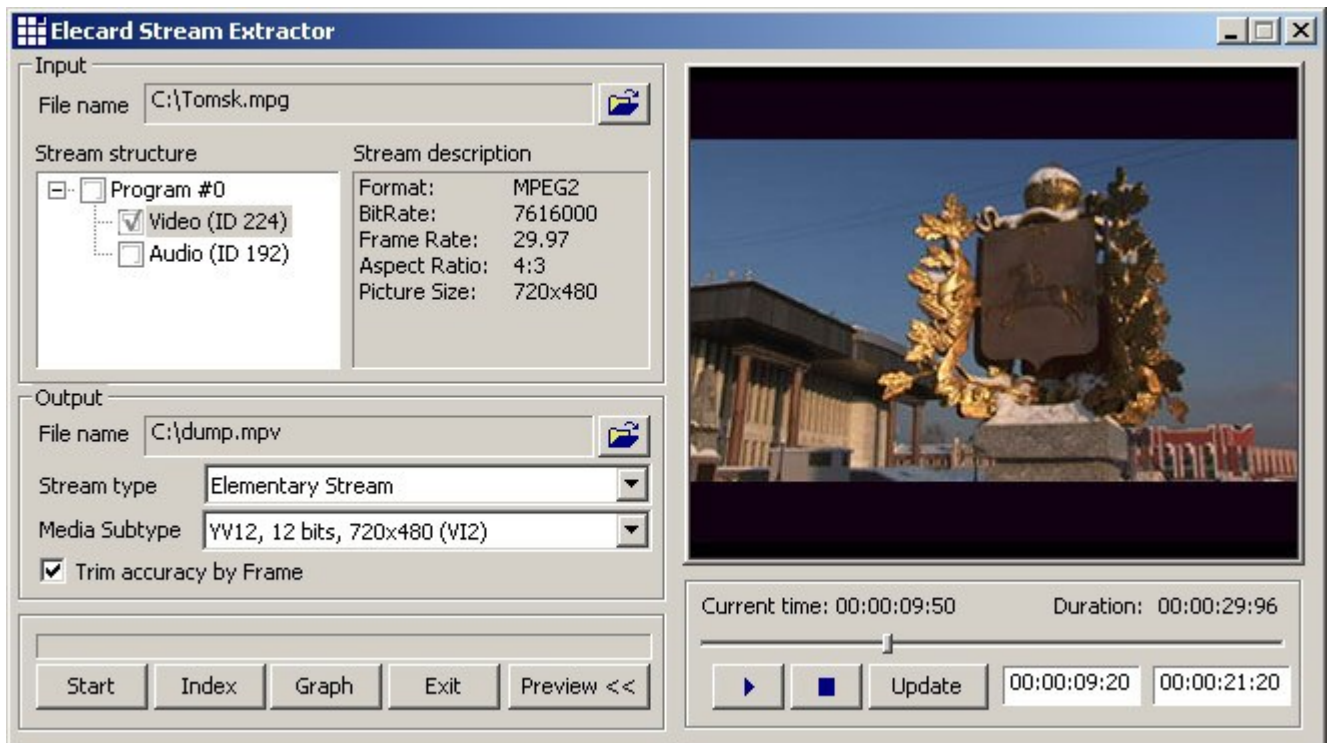 Elecard Stream Extractor
Input
File name C:\Tomsk.mpg
Stream structure
Program #0
Video (ID 224)
Audio (ID 192)
Stream description
Format: MPEG2
BitRate: 7616000
Frame Rate: 29.97
Aspect Ratio: 4:3
Picture Size: 720x480
Output
File name C:\dump.mpv
Stream type Elementary Stream
Media Subtype YV12, 12 bits, 720x480 (VI2)
Trim accuracy by Frame
Start Index Graph Exit Preview <<
Current time: 00:00:09:50 Duration: 00:00:29:96
Update 00:00:09:20 00:00:21:20